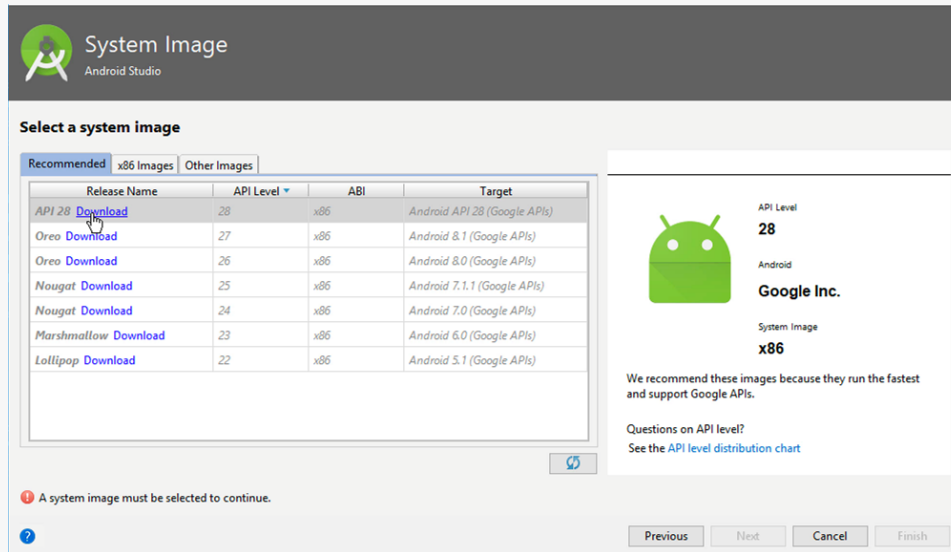 System Image
Android Studio
Select a system image
Recommended x86 Images Other Images
Release Name API Level ABI Target
API 28 Download 28 x86 Android API 28 (Google APIs)
Oreo Download 27 x86 Android 8.1 (Google APIs)
Oreo Download 26 x86 Android 8.0 (Google APIs)
Nougat Download 25 x86 Android 7.1.1 (Google APIs)
Nougat Download 24 x86 Android 7.0 (Google APIs)
Marshmallow Download 23 x86 Android 6.0 (Google APIs)
Lollipop Download 22 x86 Android 5.1 (Google APIs)
API Level
28
Android
Google Inc.
System Image
x86
We recommend these images because they run the fastest
and support Google APIs.
Questions on API level?
See the API level distribution chart
A system image must be selected to continue.
? Previous Next Cancel Finish